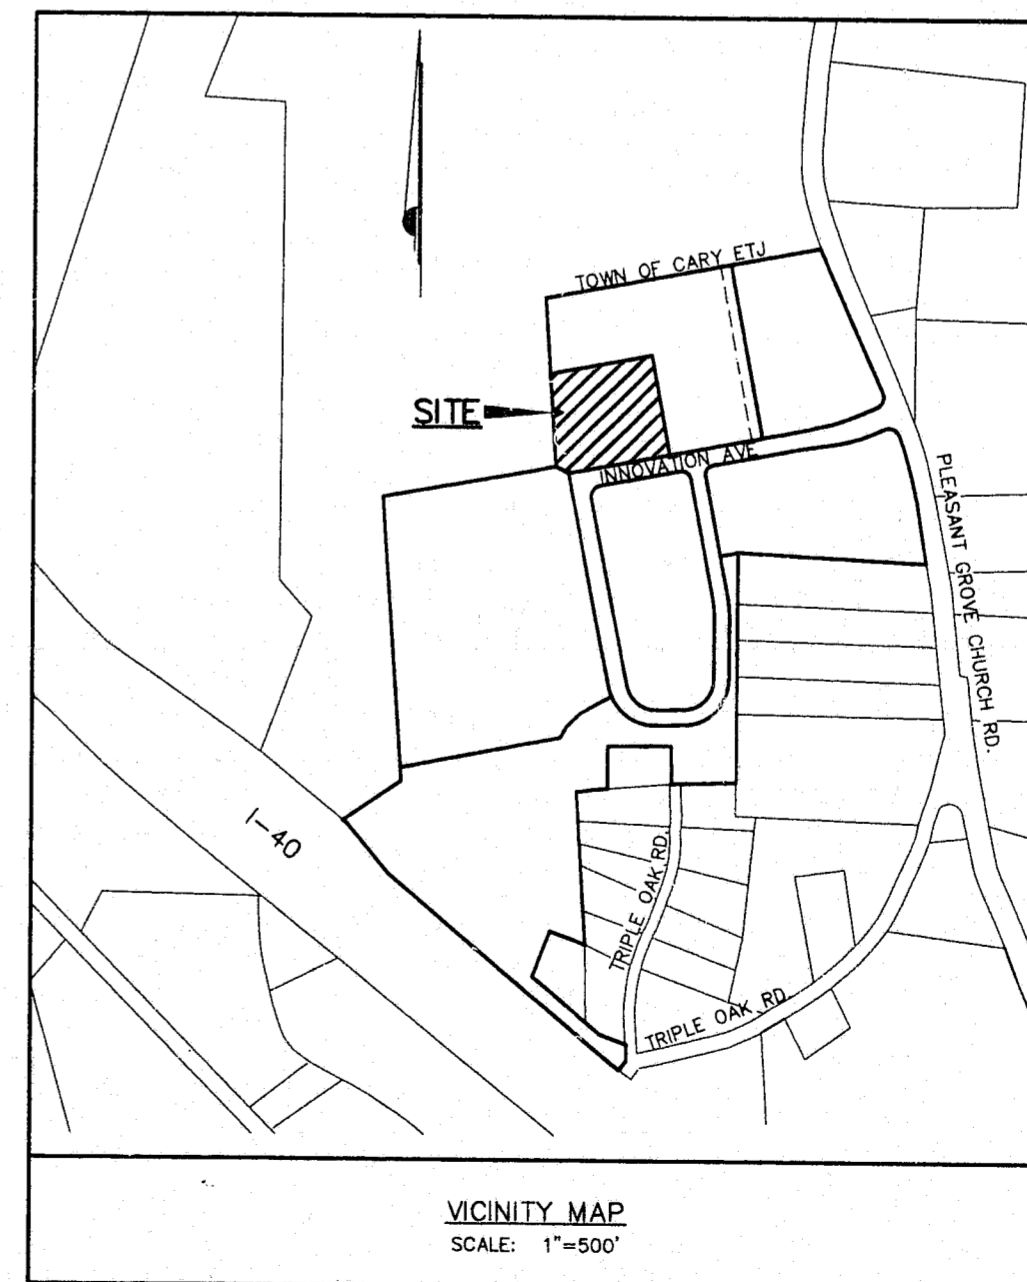 TOWN OF CARY ETJ
SITE
INNOVATION AVE
PLEASANT GROVE CHURCH RD.
I-40
TRIPLE OAK RD.
TRIPLE OAK RD.
VICINITY MAP
SCALE: 1"=500'